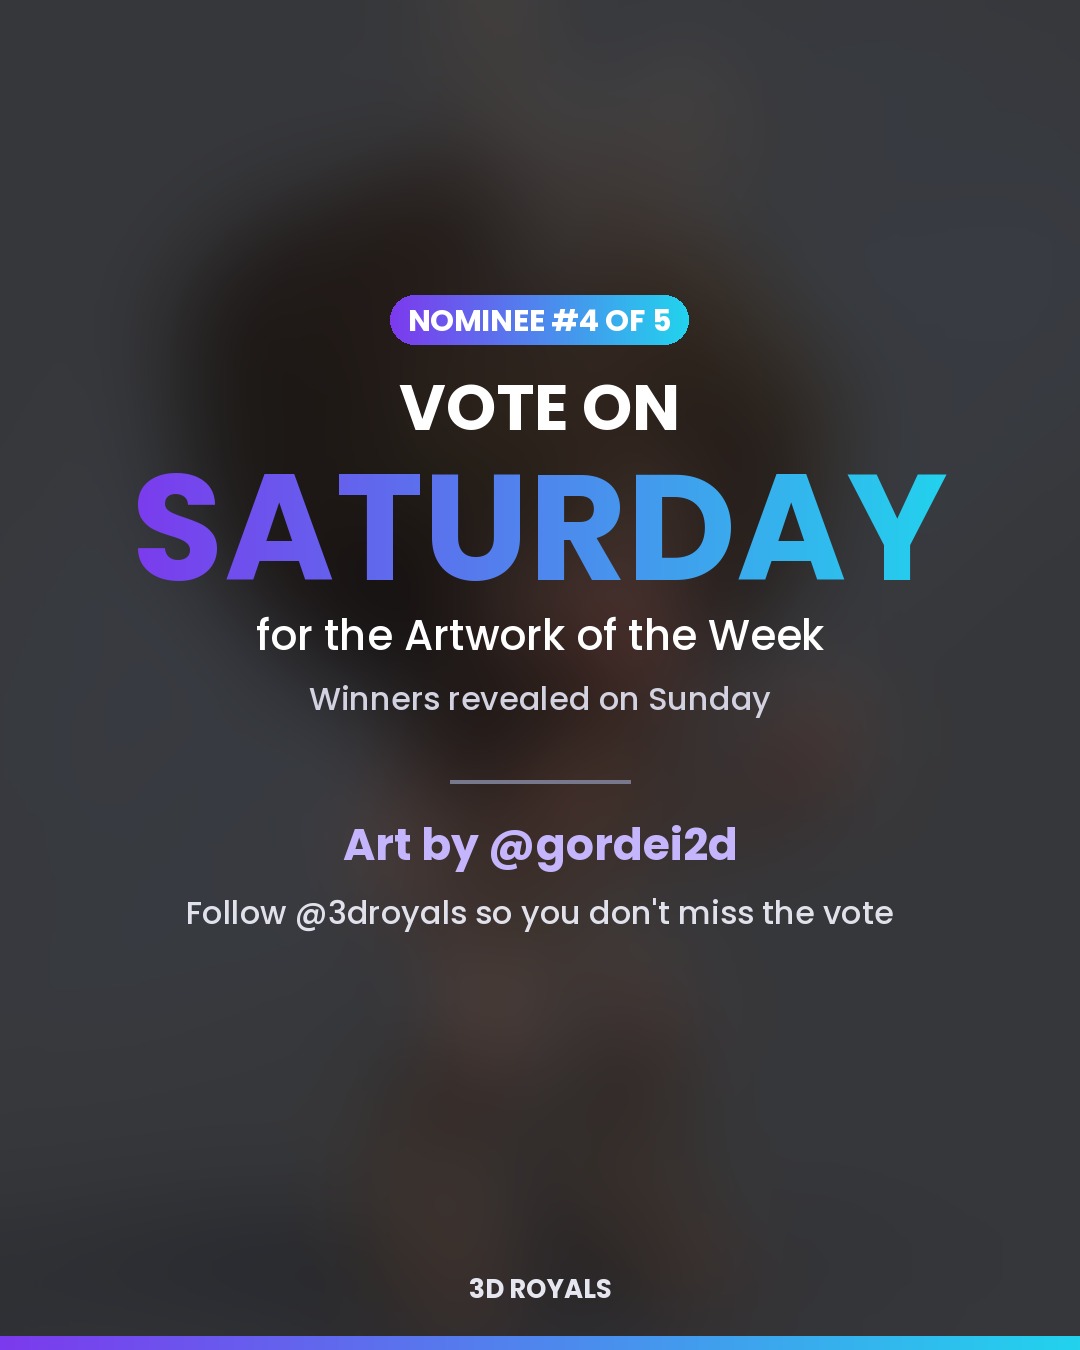 NOMINEE #4 OF 5
VOTE ON
SATURDAY
for the Artwork of the Week
Winners revealed on Sunday
Art by @gordei2d
Follow @3droyals so you don't miss the vote
3D ROYALS